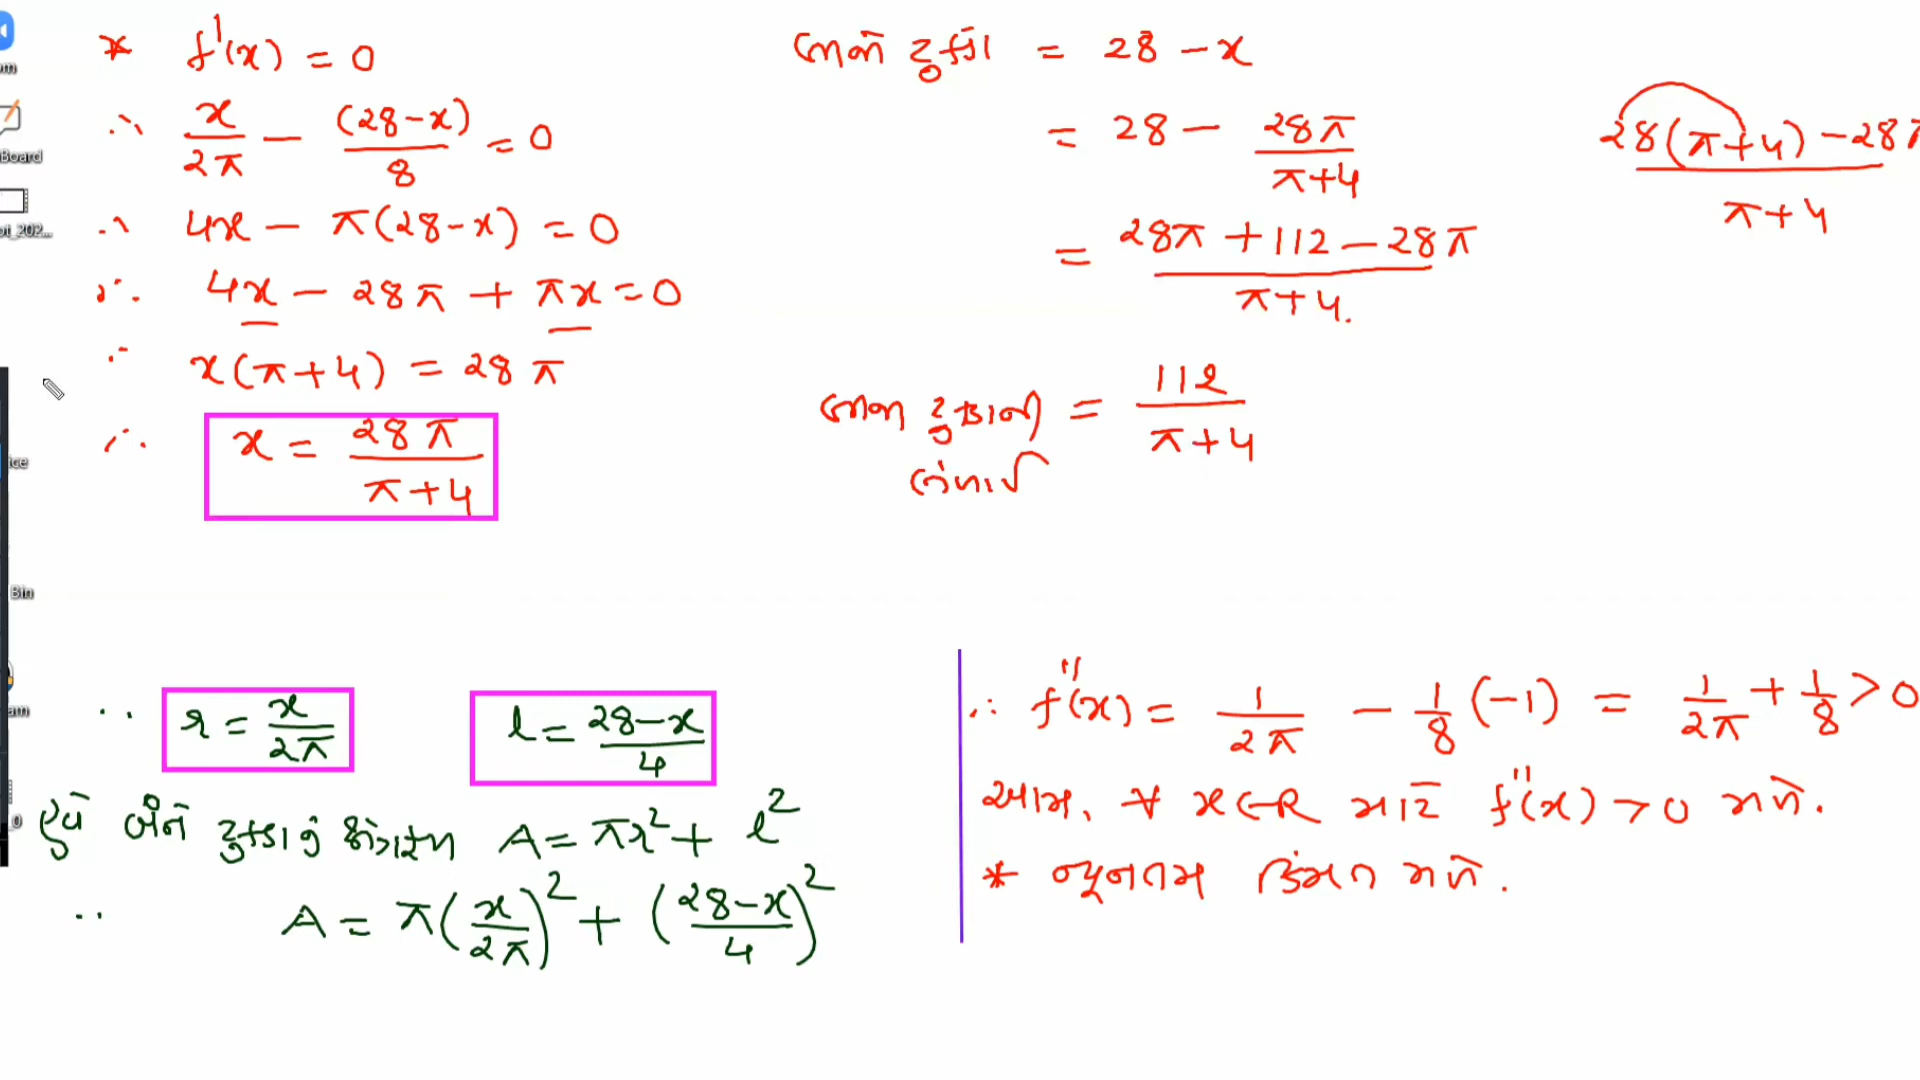 * f'(x) = 0
∴ x/2π − (28−x)/8 = 0
∴ 4x − π(28−x) = 0
∴ 4x − 28π + πx = 0
∴ x(π+4) = 28π
∴ x = 28π/(π+4)
= 28 − x
= 28 − 28π/(π+4)
= (28π + 112 − 28π)/(π+4).
= 112/(π+4)
28(π+4) − 28π
π+4
∴ r = x/2π
l = (28−x)/4
હવે બંને ટુકડાનું ક્ષેત્રફળ A = πr² + l²
∴ A = π(x/2π)² + ((28−x)/4)²
∴ f''(x) = 1/2π − 1/8 (−1) = 1/2π + 1/8 > 0
આમ, ∀ x ∈ R માટે f''(x) > 0 મળે.
* ન્યૂનતમ કિંમત મળે.
Board
Bin